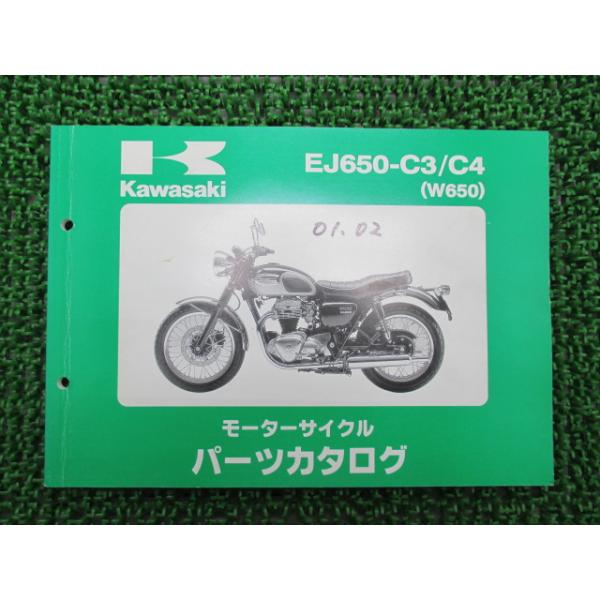 Kawasaki
EJ650-C3/C4
(W650)
01.02
モーターサイクル
パーツカタログ